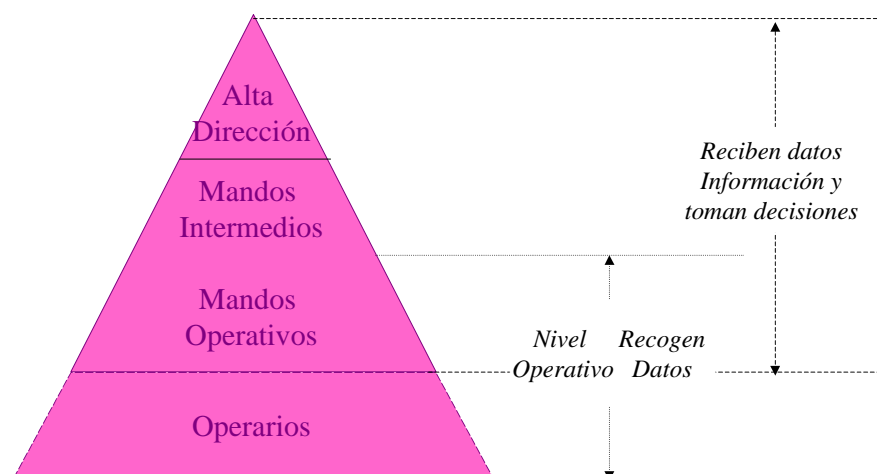 Alta
Dirección
Mandos
Intermedios
Mandos
Operativos
Operarios
Reciben datos
Información y
toman decisiones
Nivel
Operativo
Recogen
Datos